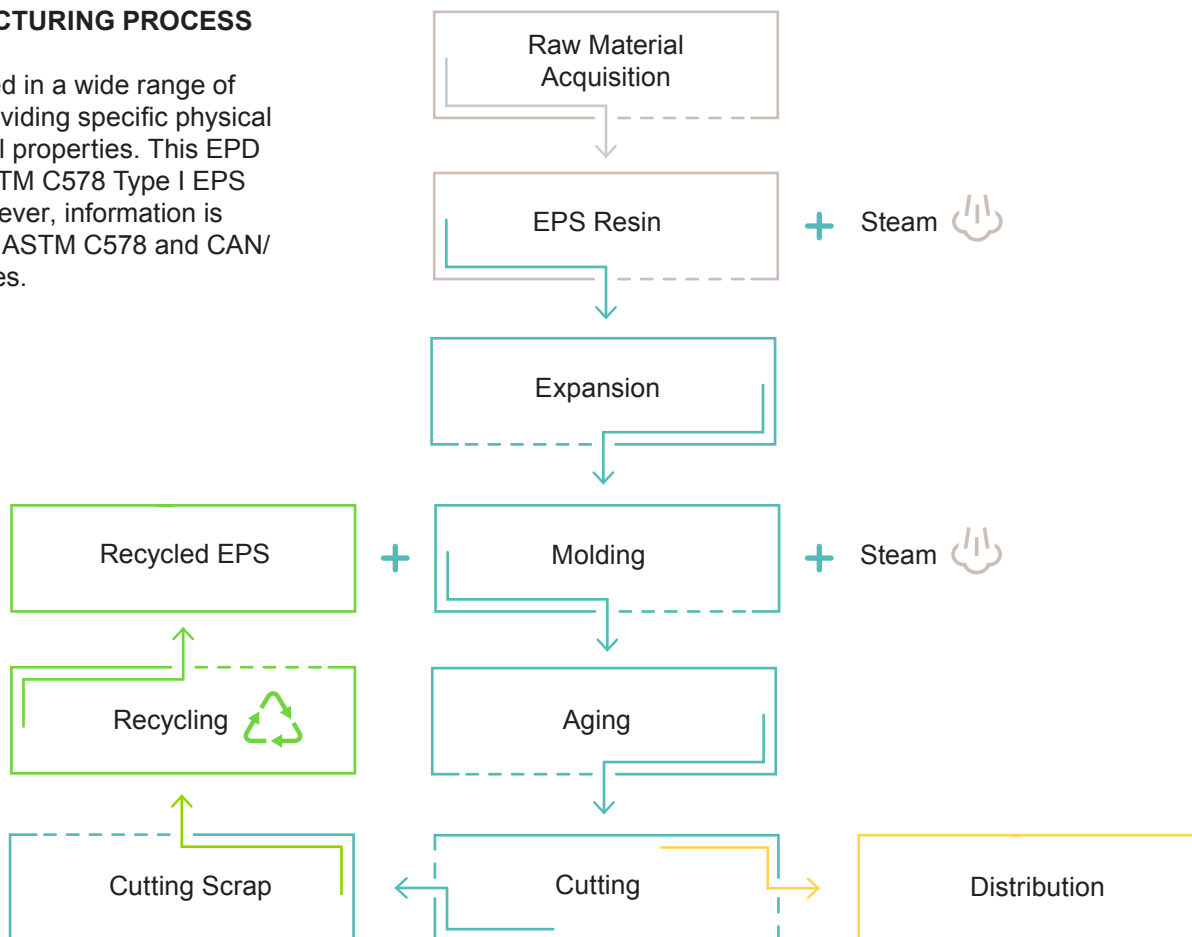 CTURING PROCESS
ed in a wide range of
viding specific physical
l properties. This EPD
TM C578 Type I EPS
ever, information is
ASTM C578 and CAN/
es.
Raw Material
Acquisition
EPS Resin + Steam
Expansion
Recycled EPS + Molding + Steam
Recycling
Aging
Cutting Scrap
Cutting
Distribution